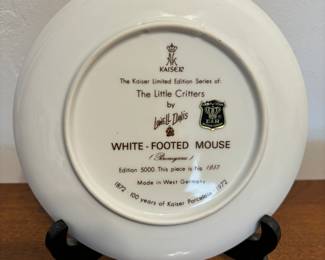 K
KAISER
The Kaiser Limited Edition Series of:
The Little Critters
by
Lowell Davis
WHITE-FOOTED MOUSE
Edition 5000. This piece is No. 1857
Made in West Germany
1872 100 years of Kaiser Porcelain 1972